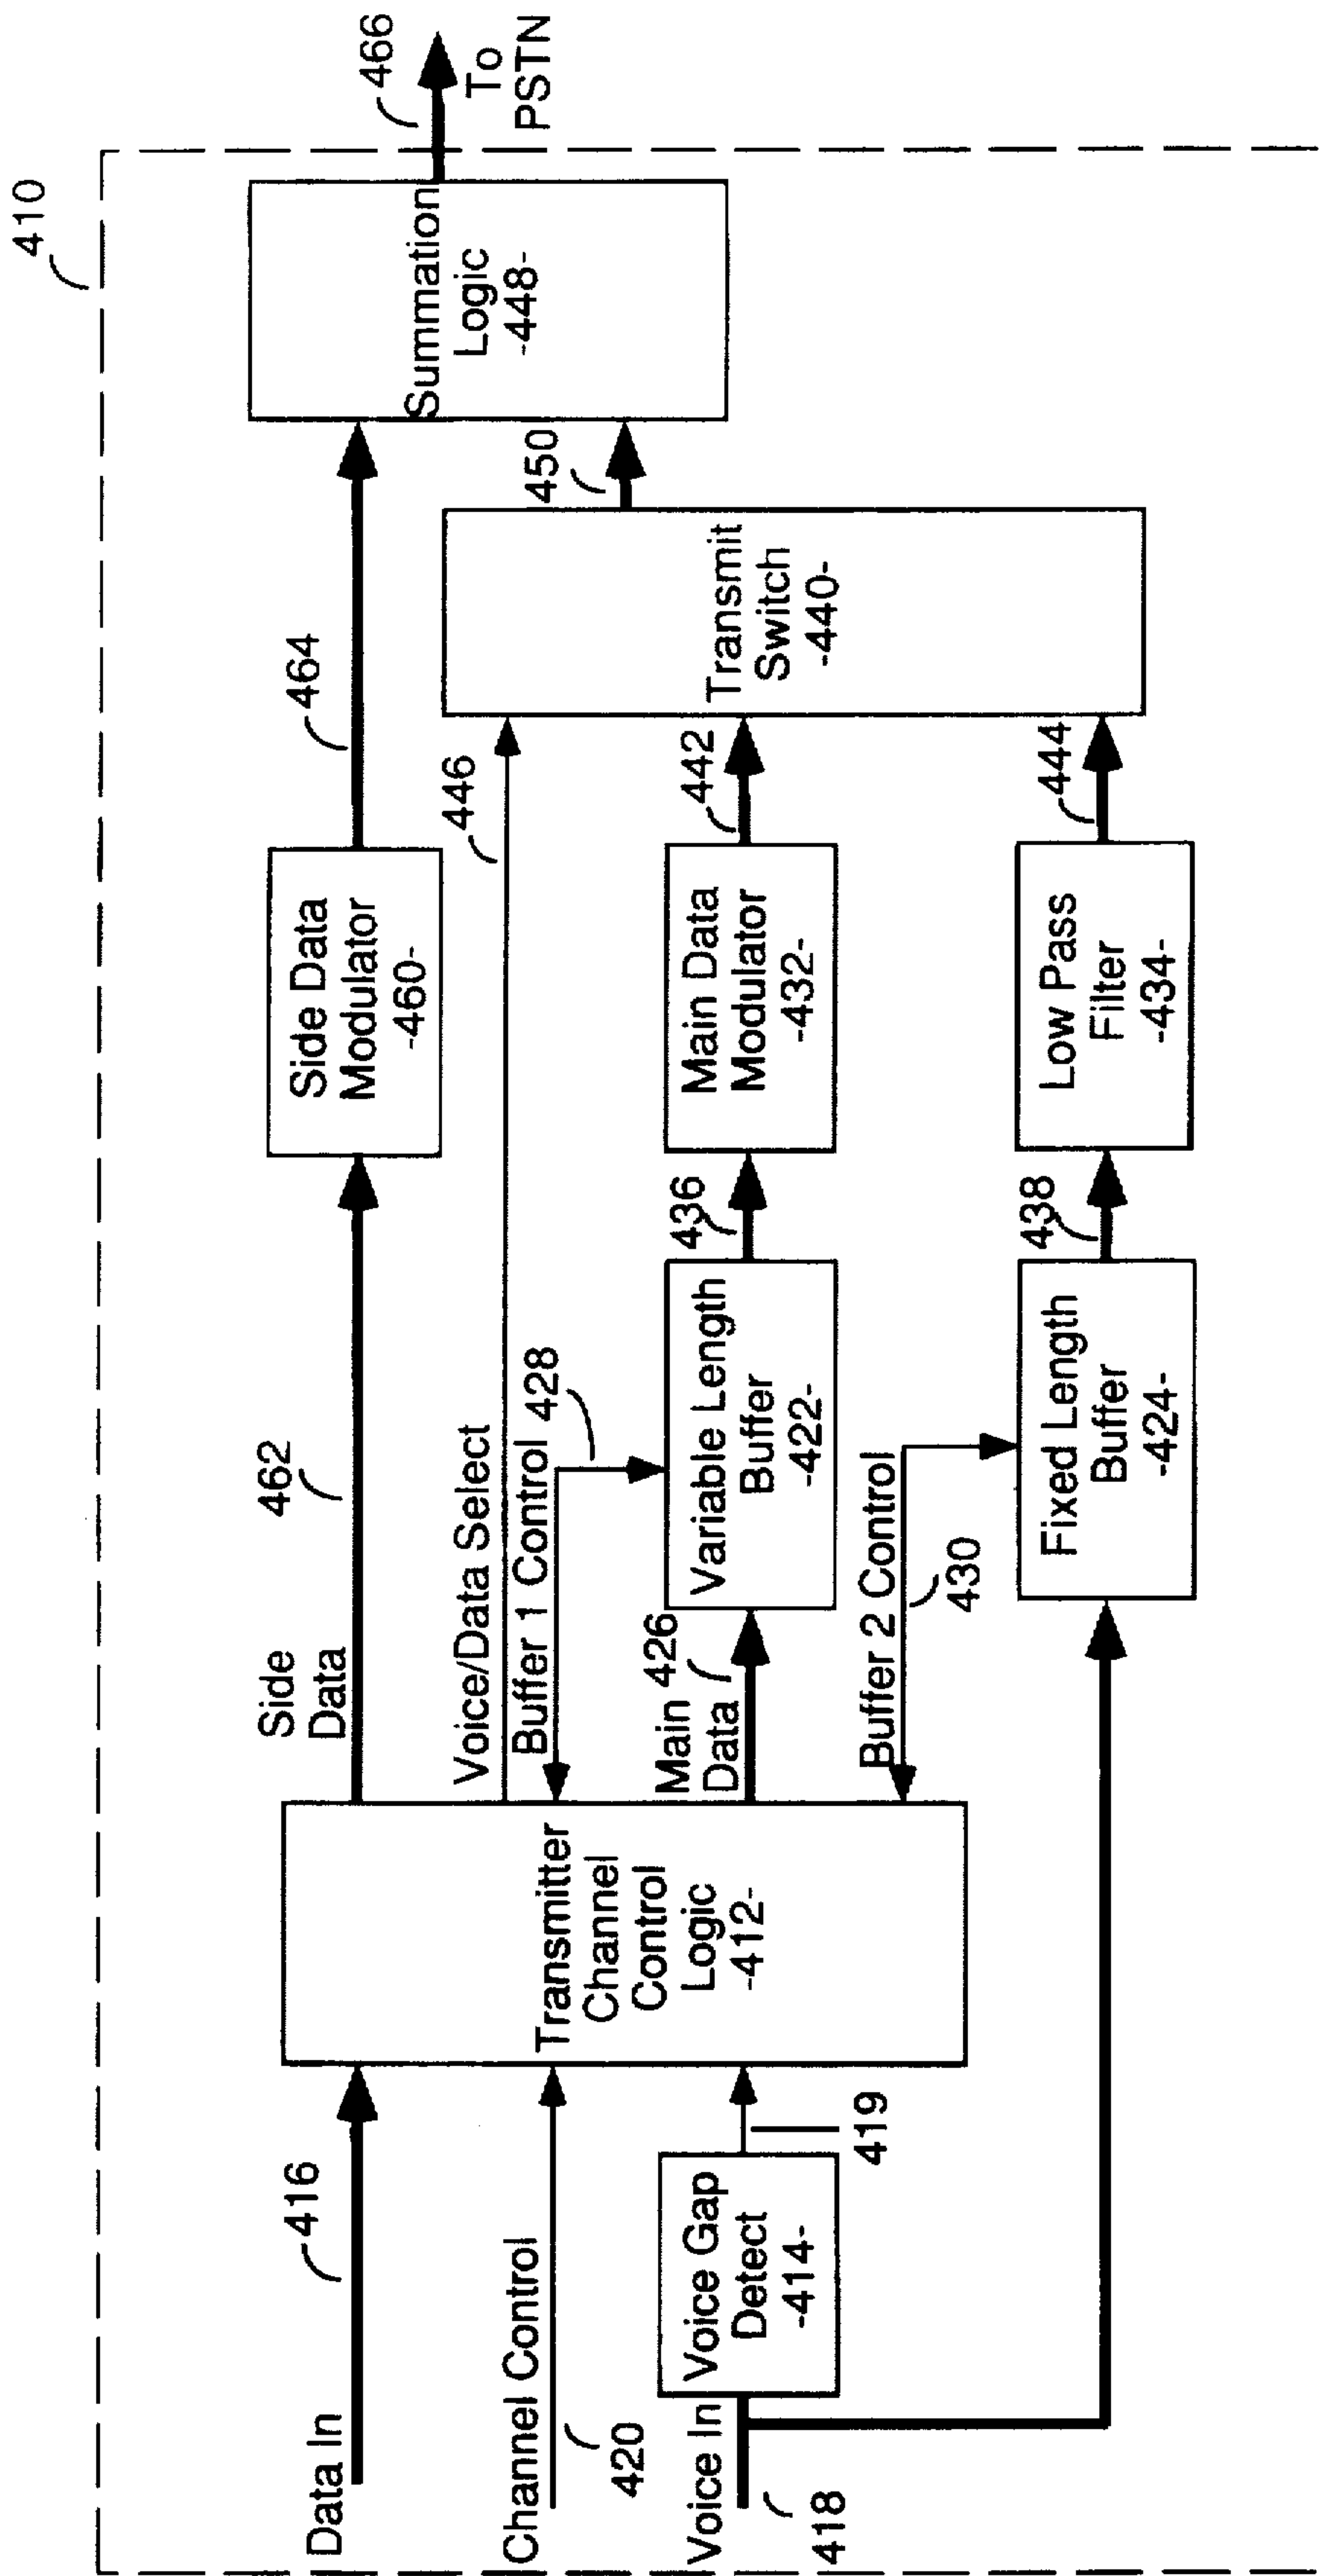 410
Data In
416
Channel Control
420
Voice In
418
Voice Gap
Detect
-414-
419
Transmitter
Channel
Control
Logic
-412-
Side
Data
462
Voice/Data Select
446
Buffer 1 Control 428
Main 426
Data
Buffer 2 Control
430
Variable Length
Buffer
-422-
Fixed Length
Buffer
-424-
436
438
Side Data
Modulator
-460-
Main Data
Modulator
-432-
Low Pass
Filter
-434-
464
442
444
Transmit
Switch
-440-
450
Summation
Logic
-448-
466
To
PSTN